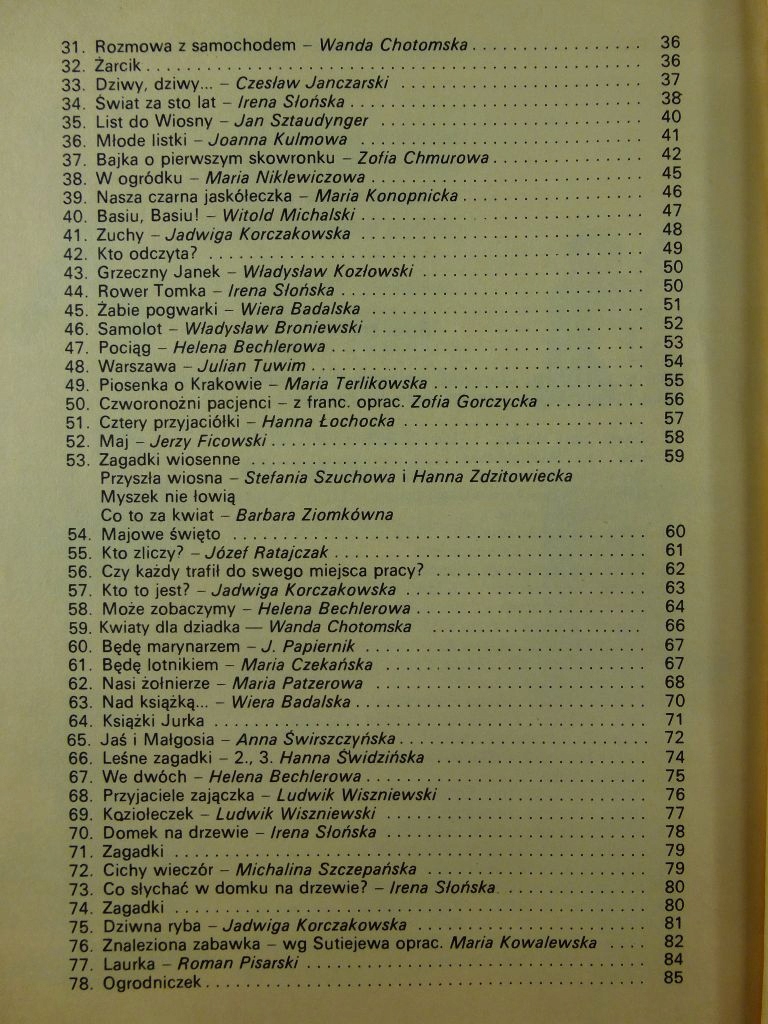 31. Rozmowa z samochodem – Wanda Chotomska . . . . . . . . . . . . . . . . . 36
32. Żarcik . . . . . . . . . . . . . . . . . . . . . . . . . . . . . . . . . . . . . . . . 36
33. Dziwy, dziwy... – Czesław Janczarski . . . . . . . . . . . . . . . . . . . . 37
34. Świat za sto lat – Irena Słońska . . . . . . . . . . . . . . . . . . . . . . . . 38
35. List do Wiosny – Jan Sztaudynger . . . . . . . . . . . . . . . . . . . . . . 40
36. Młode listki – Joanna Kulmowa . . . . . . . . . . . . . . . . . . . . . . . . 41
37. Bajka o pierwszym skowronku – Zofia Chmurowa . . . . . . . . . . . . . 42
38. W ogródku – Maria Niklewiczowa . . . . . . . . . . . . . . . . . . . . . . . 45
39. Nasza czarna jaskółeczka – Maria Konopnicka . . . . . . . . . . . . . . . 46
40. Basiu, Basiu! – Witold Michalski . . . . . . . . . . . . . . . . . . . . . . . . 47
41. Zuchy – Jadwiga Korczakowska . . . . . . . . . . . . . . . . . . . . . . . . 48
42. Kto odczyta? . . . . . . . . . . . . . . . . . . . . . . . . . . . . . . . . . . . 49
43. Grzeczny Janek – Władysław Kozłowski . . . . . . . . . . . . . . . . . . . 50
44. Rower Tomka – Irena Słońska . . . . . . . . . . . . . . . . . . . . . . . . . 50
45. Żabie pogwarki – Wiera Badalska . . . . . . . . . . . . . . . . . . . . . . . 51
46. Samolot – Władysław Broniewski . . . . . . . . . . . . . . . . . . . . . . . 52
47. Pociąg – Helena Bechlerowa . . . . . . . . . . . . . . . . . . . . . . . . . . 53
48. Warszawa – Julian Tuwim . . . . . . . . . . . . . . . . . . . . . . . . . . . 54
49. Piosenka o Krakowie – Maria Terlikowska . . . . . . . . . . . . . . . . . . 55
50. Czworonożni pacjenci – z franc. oprac. Zofia Gorczycka . . . . . . . . . . 56
51. Cztery przyjaciółki – Hanna Łochocka . . . . . . . . . . . . . . . . . . . . 57
52. Maj – Jerzy Ficowski . . . . . . . . . . . . . . . . . . . . . . . . . . . . . . 58
53. Zagadki wiosenne . . . . . . . . . . . . . . . . . . . . . . . . . . . . . . . . 59
Przyszła wiosna – Stefania Szuchowa i Hanna Zdzitowiecka
Myszek nie łowią
Co to za kwiat – Barbara Ziomkówna
54. Majowe święto . . . . . . . . . . . . . . . . . . . . . . . . . . . . . . . . . . 60
55. Kto zliczy? – Józef Ratajczak . . . . . . . . . . . . . . . . . . . . . . . . . . 61
56. Czy każdy trafił do swego miejsca pracy? . . . . . . . . . . . . . . . . . . 62
57. Kto to jest? – Jadwiga Korczakowska . . . . . . . . . . . . . . . . . . . . 63
58. Może zobaczymy – Helena Bechlerowa . . . . . . . . . . . . . . . . . . . . 64
59. Kwiaty dla dziadka — Wanda Chotomska . . . . . . . . . . . . . . . . . . 66
60. Będę marynarzem – J. Papiernik . . . . . . . . . . . . . . . . . . . . . . . . 67
61. Będę lotnikiem – Maria Czekańska . . . . . . . . . . . . . . . . . . . . . . 67
62. Nasi żołnierze – Maria Patzerowa . . . . . . . . . . . . . . . . . . . . . . . 68
63. Nad książką... – Wiera Badalska . . . . . . . . . . . . . . . . . . . . . . . . 70
64. Książki Jurka . . . . . . . . . . . . . . . . . . . . . . . . . . . . . . . . . . . 71
65. Jaś i Małgosia – Anna Świrszczyńska . . . . . . . . . . . . . . . . . . . . . 72
66. Leśne zagadki – 2., 3. Hanna Świdzińska . . . . . . . . . . . . . . . . . . 74
67. We dwóch – Helena Bechlerowa . . . . . . . . . . . . . . . . . . . . . . . . 75
68. Przyjaciele zajączka – Ludwik Wiszniewski . . . . . . . . . . . . . . . . . 76
69. Koziołeczek – Ludwik Wiszniewski . . . . . . . . . . . . . . . . . . . . . . 77
70. Domek na drzewie – Irena Słońska . . . . . . . . . . . . . . . . . . . . . . 78
71. Zagadki . . . . . . . . . . . . . . . . . . . . . . . . . . . . . . . . . . . . . . 79
72. Cichy wieczór – Michalina Szczepańska . . . . . . . . . . . . . . . . . . . 79
73. Co słychać w domku na drzewie? – Irena Słońska . . . . . . . . . . . . . 80
74. Zagadki . . . . . . . . . . . . . . . . . . . . . . . . . . . . . . . . . . . . . . 80
75. Dziwna ryba – Jadwiga Korczakowska . . . . . . . . . . . . . . . . . . . . 81
76. Znaleziona zabawka – wg Sutiejewa oprac. Maria Kowalewska . . . . 82
77. Laurka – Roman Pisarski . . . . . . . . . . . . . . . . . . . . . . . . . . . . 84
78. Ogrodniczek . . . . . . . . . . . . . . . . . . . . . . . . . . . . . . . . . . . 85